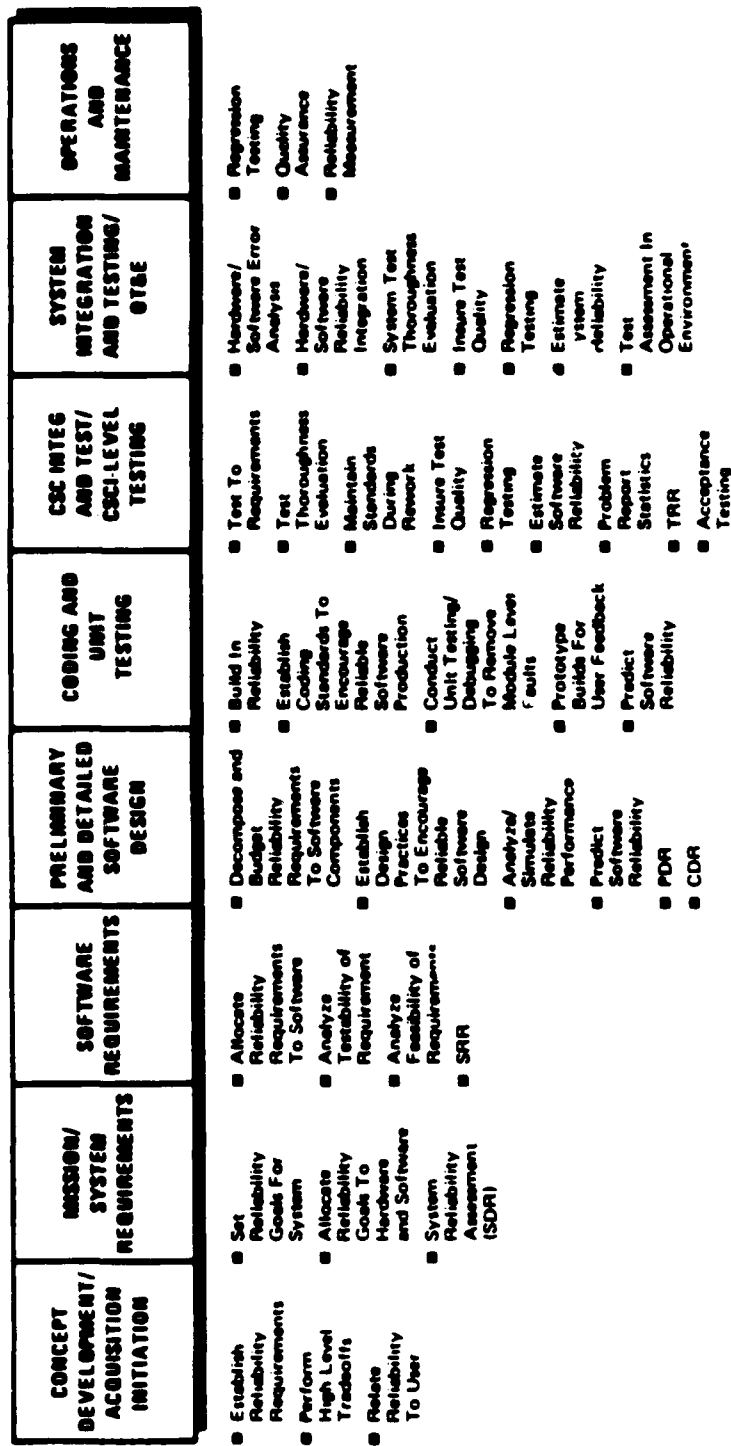 CONCEPT
DEVELOPMENT/
ACQUISITION
INITIATION
MISSION/
SYSTEM
REQUIREMENTS
SOFTWARE
REQUIREMENTS
PRELIMINARY
AND DETAILED
SOFTWARE
DESIGN
CODING AND
UNIT
TESTING
CSC INTEG
AND TEST/
CSCI-LEVEL
TESTING
SYSTEM
INTEGRATION
AND TESTING/
OT&E
OPERATIONS
AND
MAINTENANCE
Establish
Reliability
Requirements
Perform
High Level
Tradeoffs
Relate
Reliability
To User
Set
Reliability
Goals For
System
Allocate
Reliability
Goals To
Hardware
and Software
System
Reliability
Assessment
(SDR)
Allocate
Reliability
Requirements
To Software
Analyze
Testability of
Requirement
Analyze
Feasibility of
Requirements
SRR
Decompose and
Budget
Reliability
Requirements
To Software
Components
Establish
Design
Practices
To Encourage
Reliable
Software
Design
Analyze/
Simulate
Reliability
Performance
Predict
Software
Reliability
PDR
CDR
Build In
Reliability
Establish
Coding
Standards To
Encourage
Reliable
Software
Production
Conduct
Unit Testing/
Debugging
To Remove
Module Level
Faults
Prototype
Builds For
User Feedback
Predict
Software
Reliability
Test To
Requirements
Test
Thoroughness
Evaluation
Maintain
Standards
During
Rework
Insure Test
Quality
Regression
Testing
Estimate
Software
Reliability
Problem
Report
Statistics
TRR
Acceptance
Testing
Hardware/
Software Error
Analysis
Hardware/
Software
Reliability
Integration
System Test
Thoroughness
Evaluation
Insure Test
Quality
Regression
Testing
Estimate
ystem
Reliability
Test
Assessment In
Operational
Environment
Regression
Testing
Quality
Assurance
Reliability
Measurement